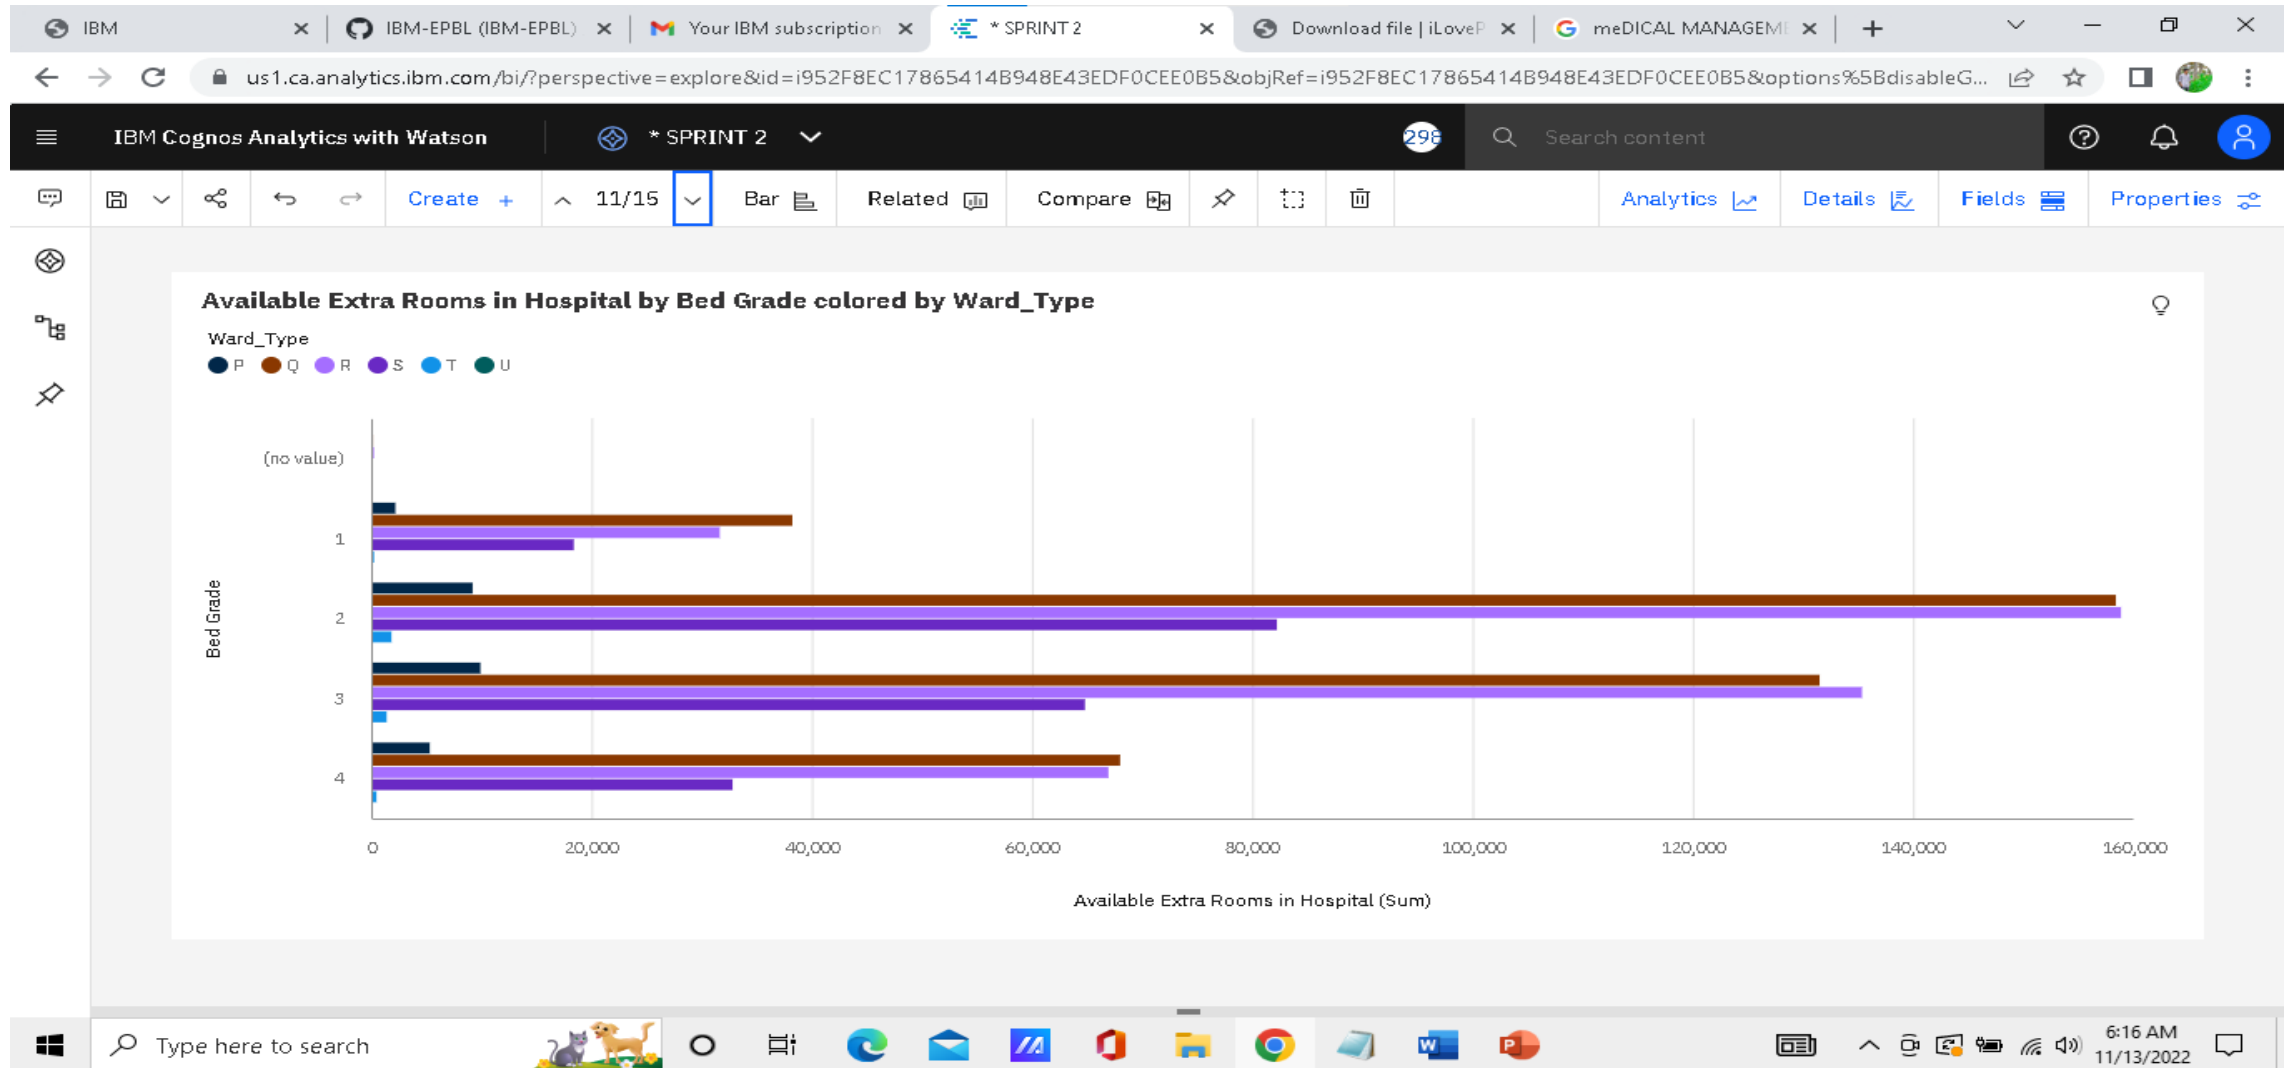 IBM
IBM-EPBL (IBM-EPBL)
Your IBM subscription
* SPRINT 2
Download file | iLoveP
meDICAL MANAGEME
us1.ca.analytics.ibm.com/bi/?perspective=explore&id=i952F8EC17865414B948E43EDF0CEE0B5&objRef=i952F8EC17865414B948E43EDF0CEE0B5&options%5BdisableG...
IBM Cognos Analytics with Watson
* SPRINT 2
298
Search content
Create +
11/15
Bar
Related
Compare
Analytics
Details
Fields
Properties
Available Extra Rooms in Hospital by Bed Grade colored by Ward_Type
Ward_Type
P Q R S T U
(no value)
1
2
3
4
Bed Grade
0 20,000 40,000 60,000 80,000 100,000 120,000 140,000 160,000
Available Extra Rooms in Hospital (Sum)
Type here to search
6:16 AM
11/13/2022